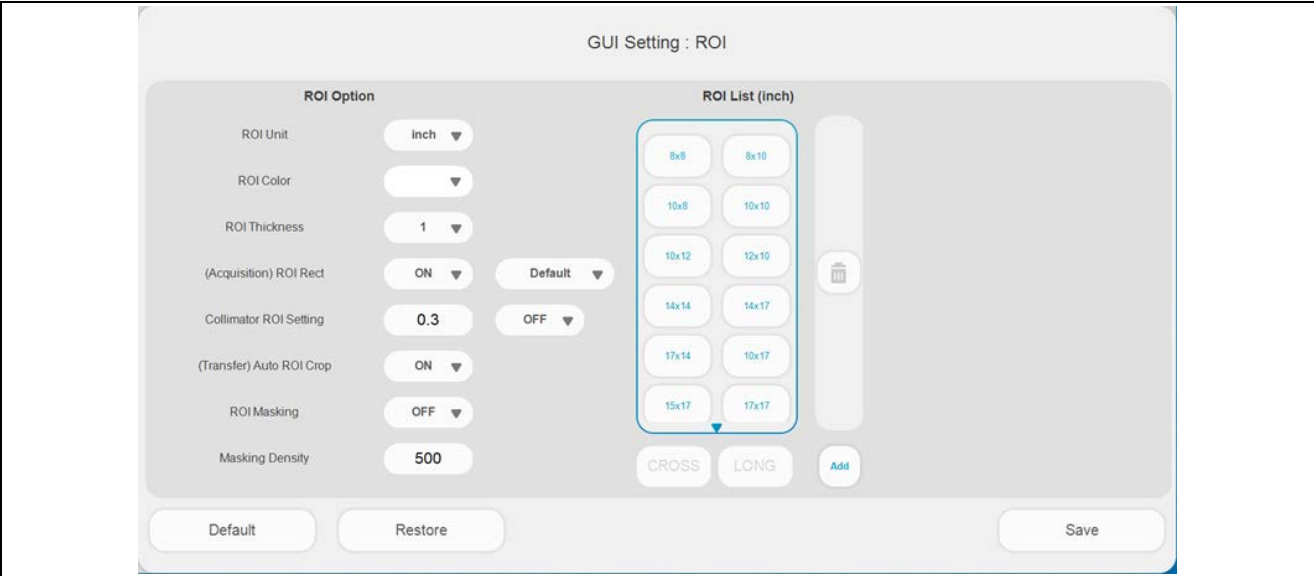 GUI Setting : ROI
ROI Option
ROI List (inch)
ROI Unit
inch
ROI Color
ROI Thickness
1
(Acquisition) ROI Rect
ON
Default
Collimator ROI Setting
0.3
OFF
(Transfer) Auto ROI Crop
ON
ROI Masking
OFF
Masking Density
500
8x8
8x10
10x8
10x10
10x12
12x10
14x14
14x17
17x14
10x17
15x17
17x17
CROSS
LONG
Add
Default
Restore
Save